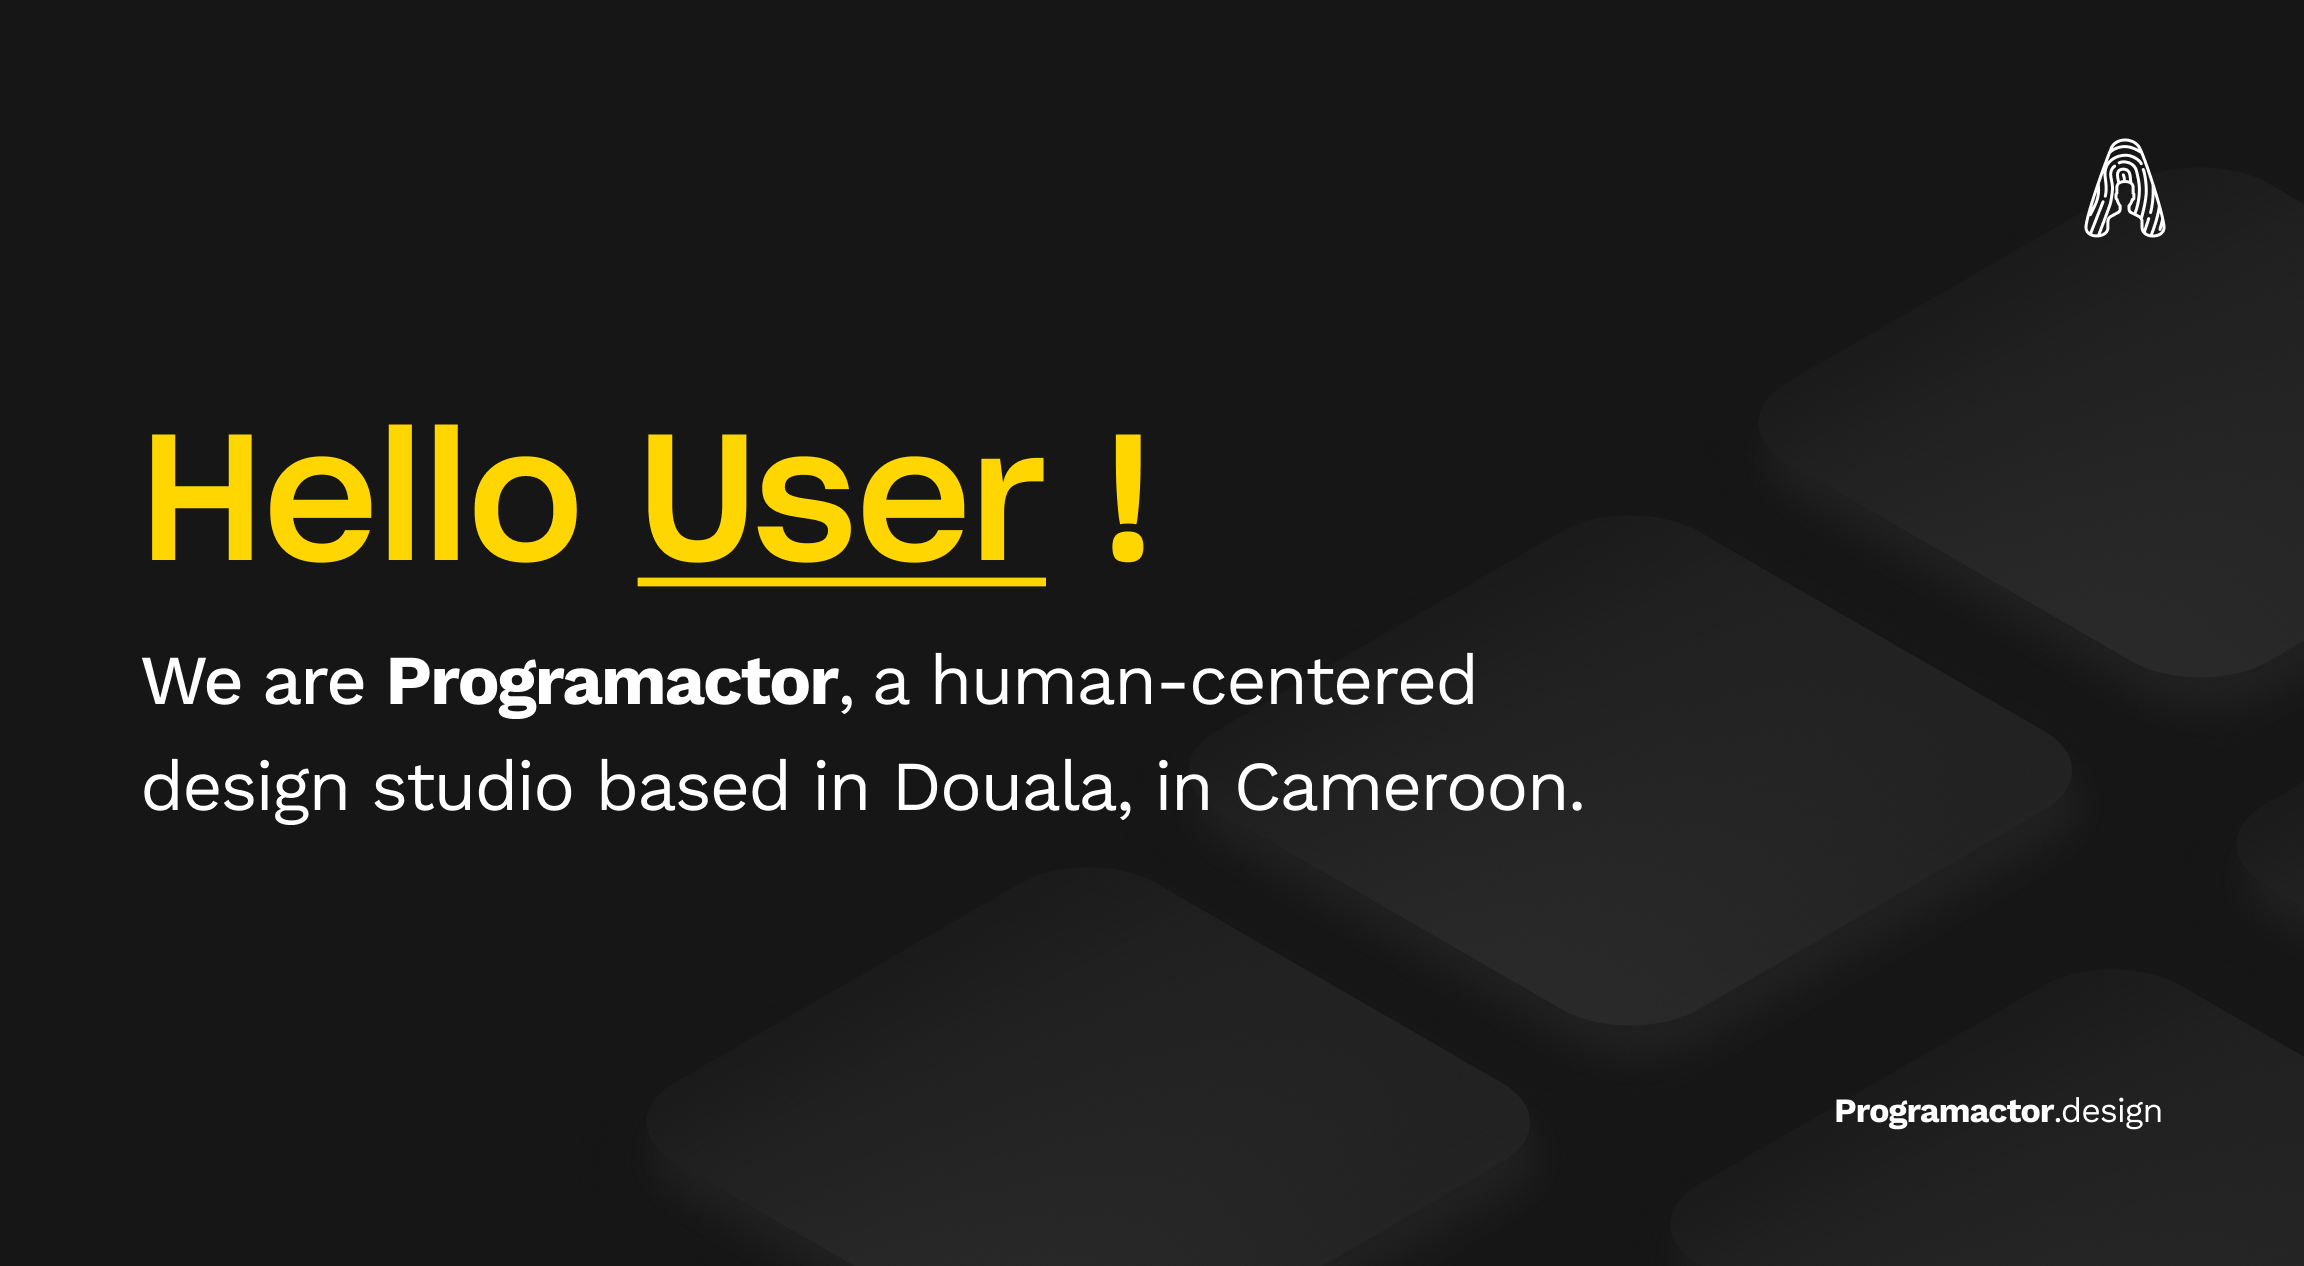 Hello User !
We are Programactor, a human-centered
design studio based in Douala, in Cameroon.
Programactor.design